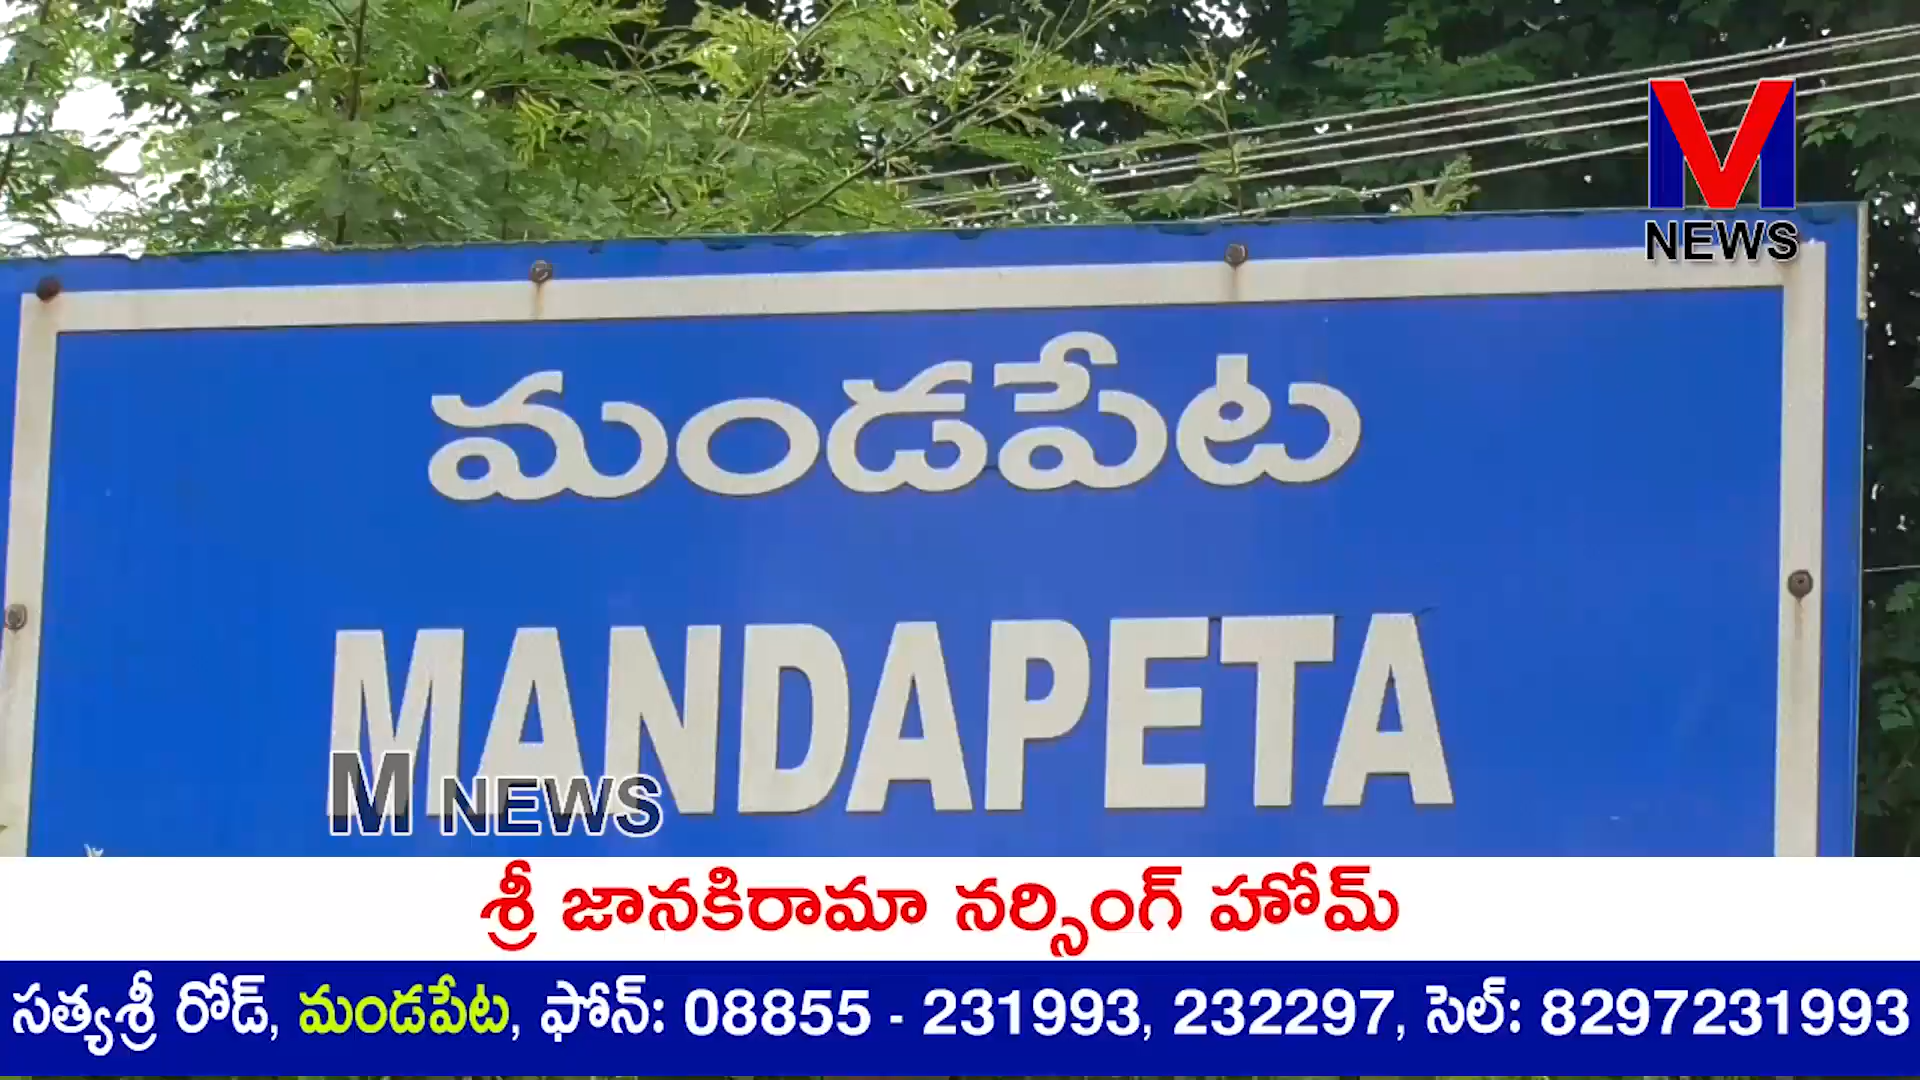 M
NEWS
మండపేట
MANDAPETA
M NEWS
శ్రీ జానకిరామా నర్సింగ్ హోమ్
సత్యశ్రీ రోడ్, మండపేట, ఫోన్: 08855 - 231993, 232297, సెల్: 8297231993